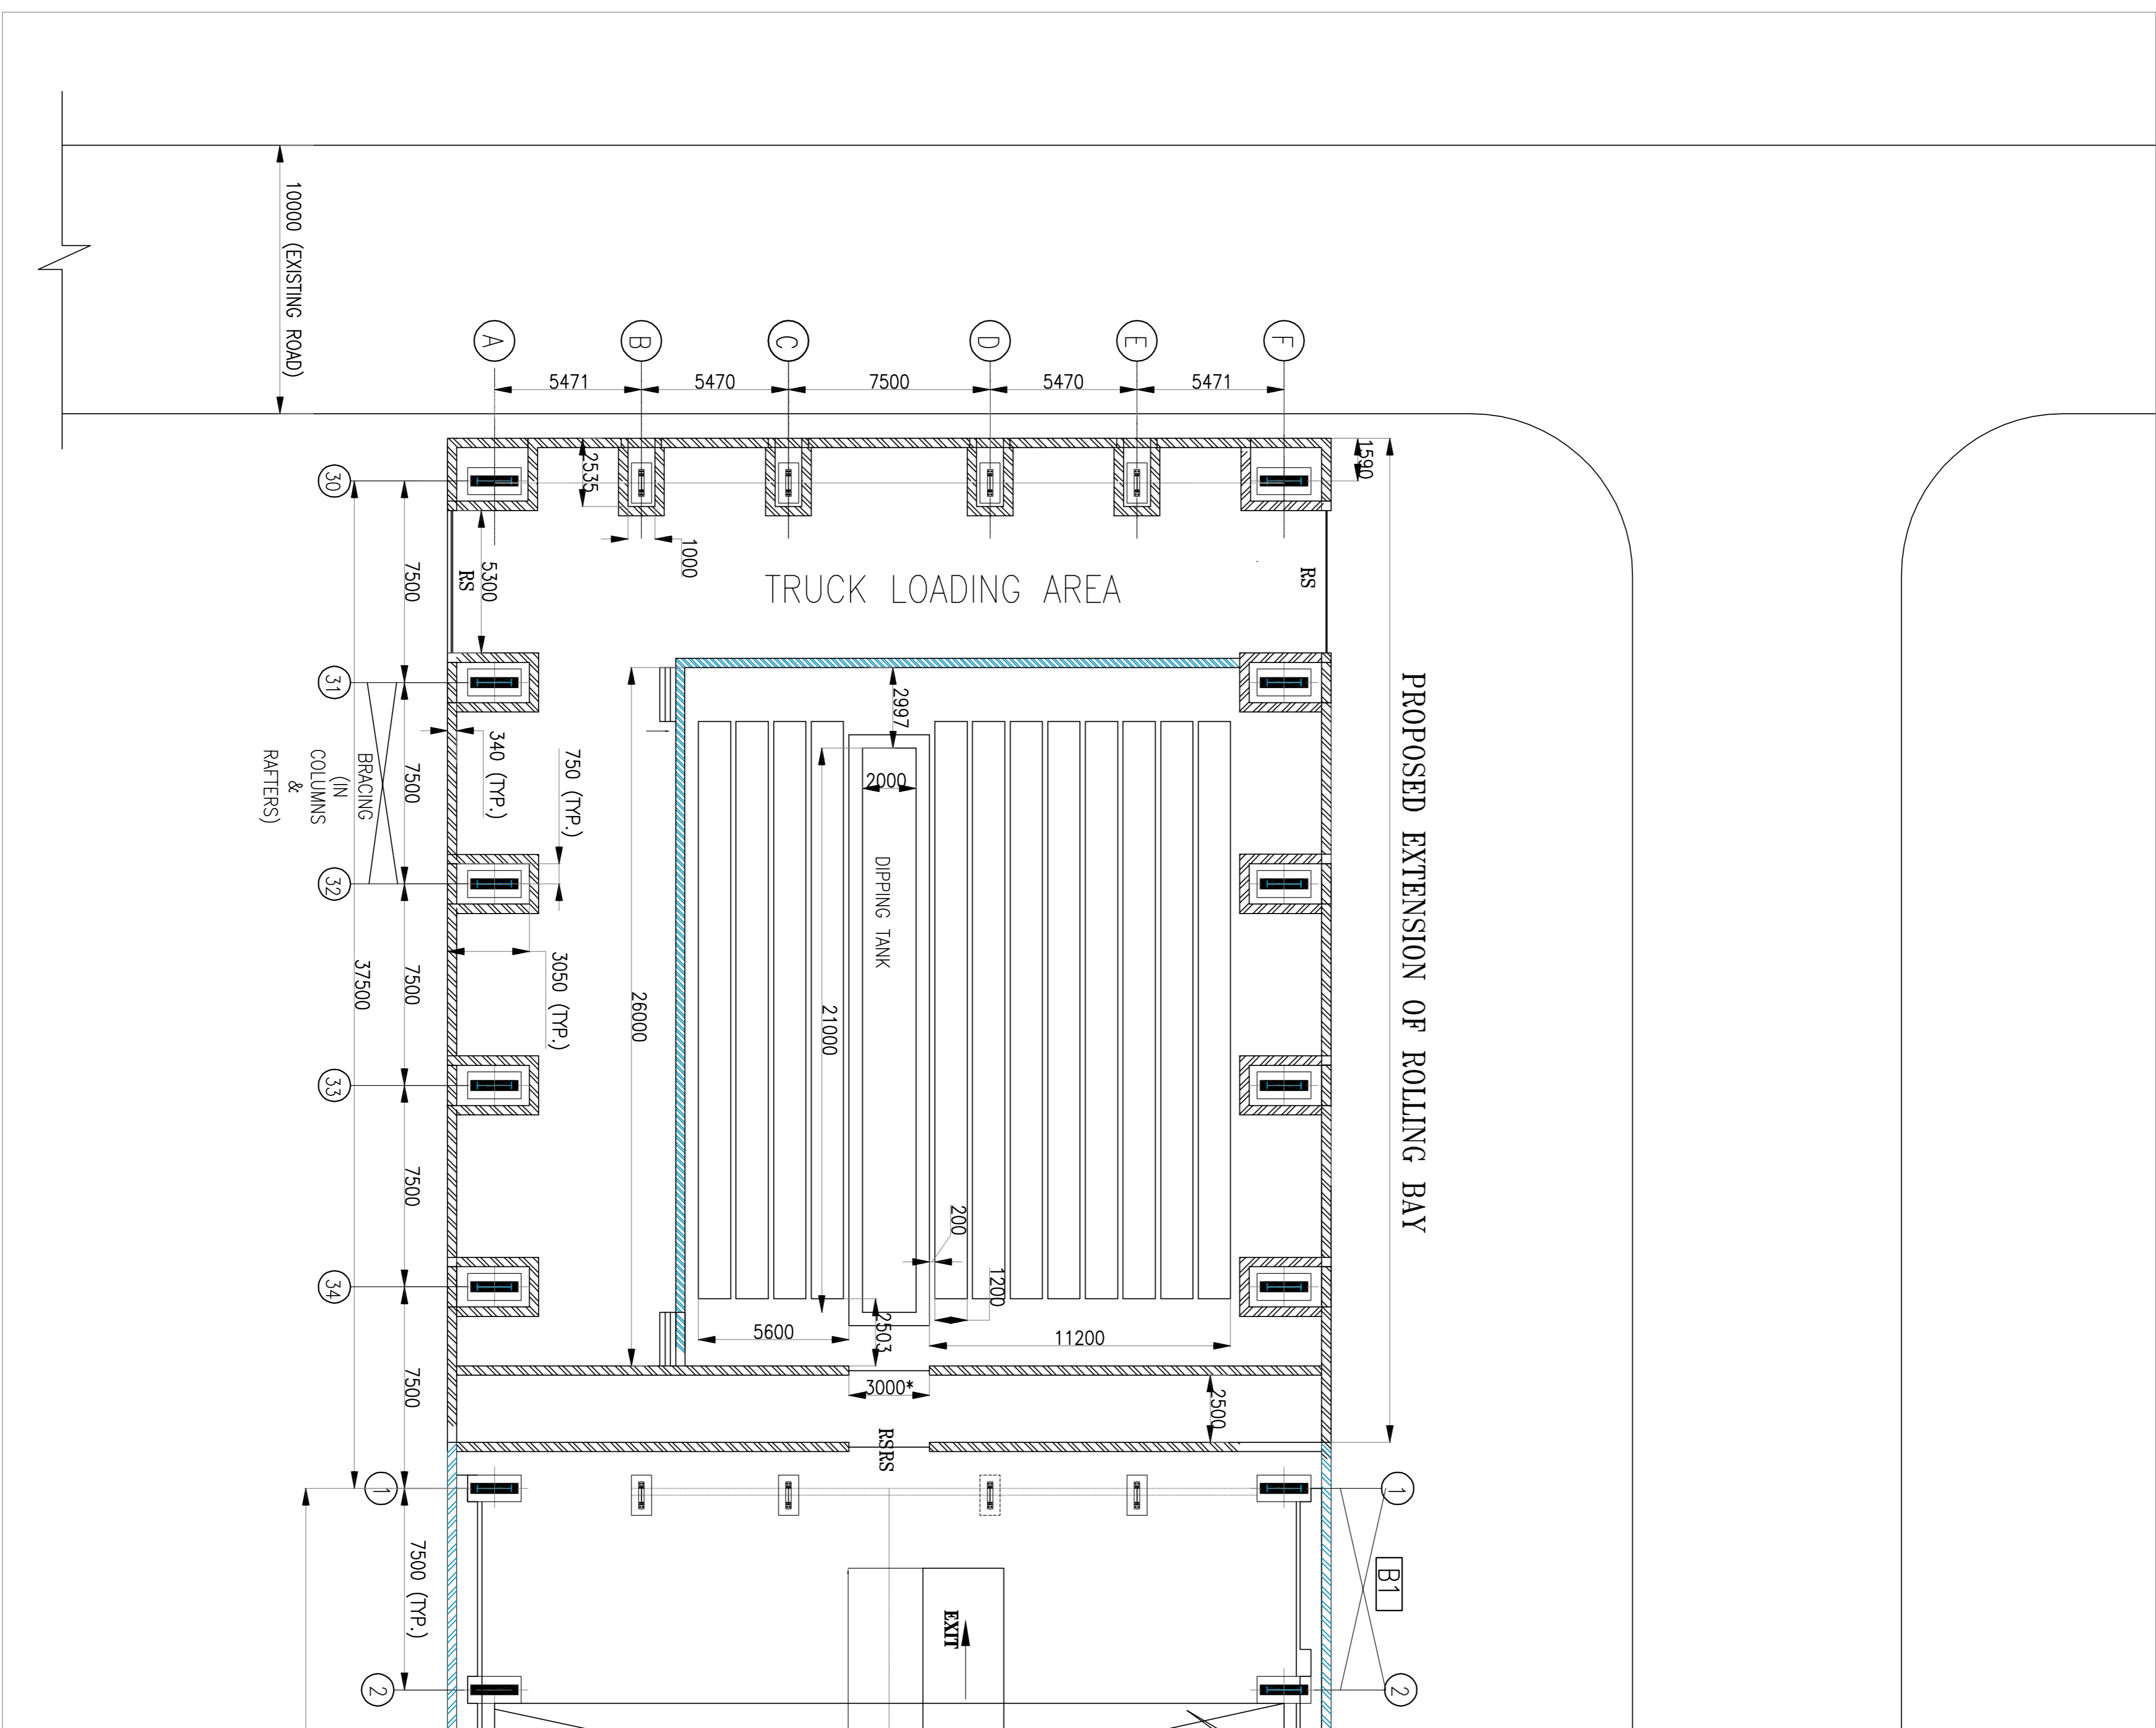 10000 (EXISTING ROAD)
A
B
C
D
E
F
5471
5470
7500
5470
5471
30
2535
1590
1000
7500
5300
RS
RS
TRUCK LOADING AREA
PROPOSED EXTENSION OF ROLLING BAY
31
BRACING
(IN
COLUMNS
&
RAFTERS)
7500
340 (TYP.)
750 (TYP.)
2997
2000
DIPPING TANK
32
37500
7500
3050 (TYP.)
26000
21000
33
7500
200
1200
34
7500
5600
2503
11200
3000*
2500
RSRS
1
1
7500 (TYP.)
B1
EXIT
2
2